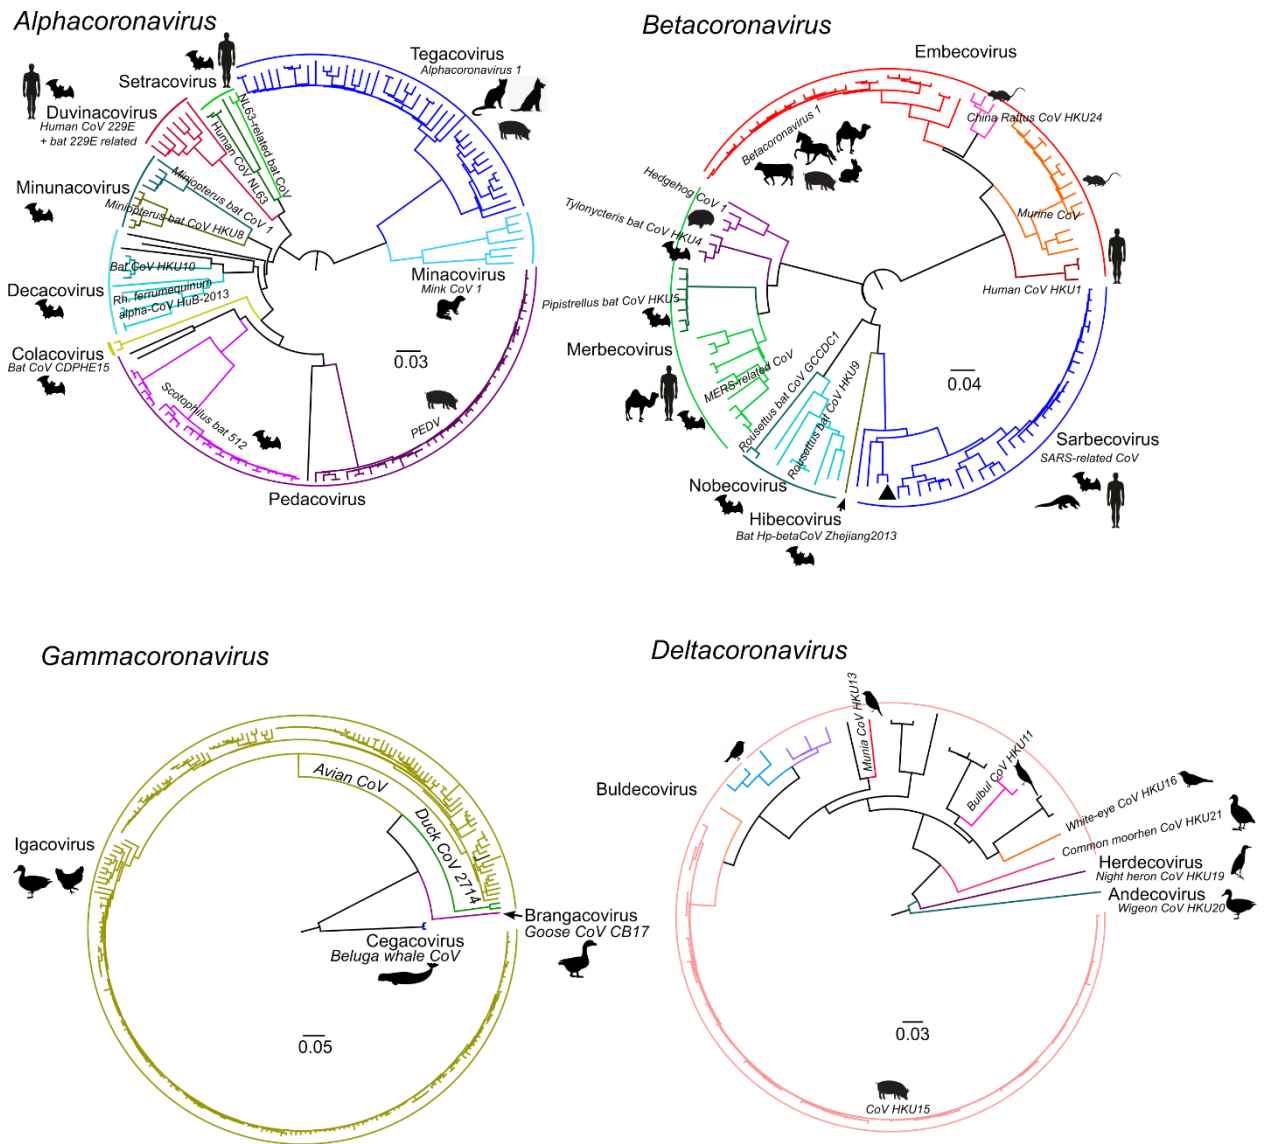 Alphacoronavirus
Tegacovirus
Alphacoronavirus 1
Setracovirus
Duvinacovirus
Human CoV 229E
+ bat 229E related
NL63-related bat CoV
Human CoV NL63
Minunacovirus
Miniopterus bat CoV 1
Miniopterus bat CoV HKU8
Bat CoV HKU10
Decacovirus
Rh. ferrumequinum
alpha-CoV HuB-2013
Minacovirus
Mink CoV 1
Colacovirus
Bat CoV CDPHE15
0.03
Scotophilus bat 512
PEDV
Pedacovirus
Betacoronavirus
Embecovirus
China Rattus CoV HKU24
Betacoronavirus 1
Hedgehog CoV 1
Tylonycteris bat CoV HKU4
Murine CoV
Human CoV HKU1
Pipistrellus bat CoV HKU5
Merbecovirus
MERS-related CoV
Rousettus bat CoV GCCDC1
Rousettus bat CoV HKU9
0.04
Sarbecovirus
SARS-related CoV
Nobecovirus
Hibecovirus
Bat Hp-betaCoV Zhejiang2013
Gammacoronavirus
Avian CoV
Duck CoV 2714
Igacovirus
Brangacovirus
Goose CoV CB17
Cegacovirus
Beluga whale CoV
0.05
Deltacoronavirus
Munia CoV HKU13
Buldecovirus
Bulbul CoV HKU11
White-eye CoV HKU16
Common moorhen CoV HKU21
Herdecovirus
Night heron CoV HKU19
Andecovirus
Wigeon CoV HKU20
0.03
CoV HKU15